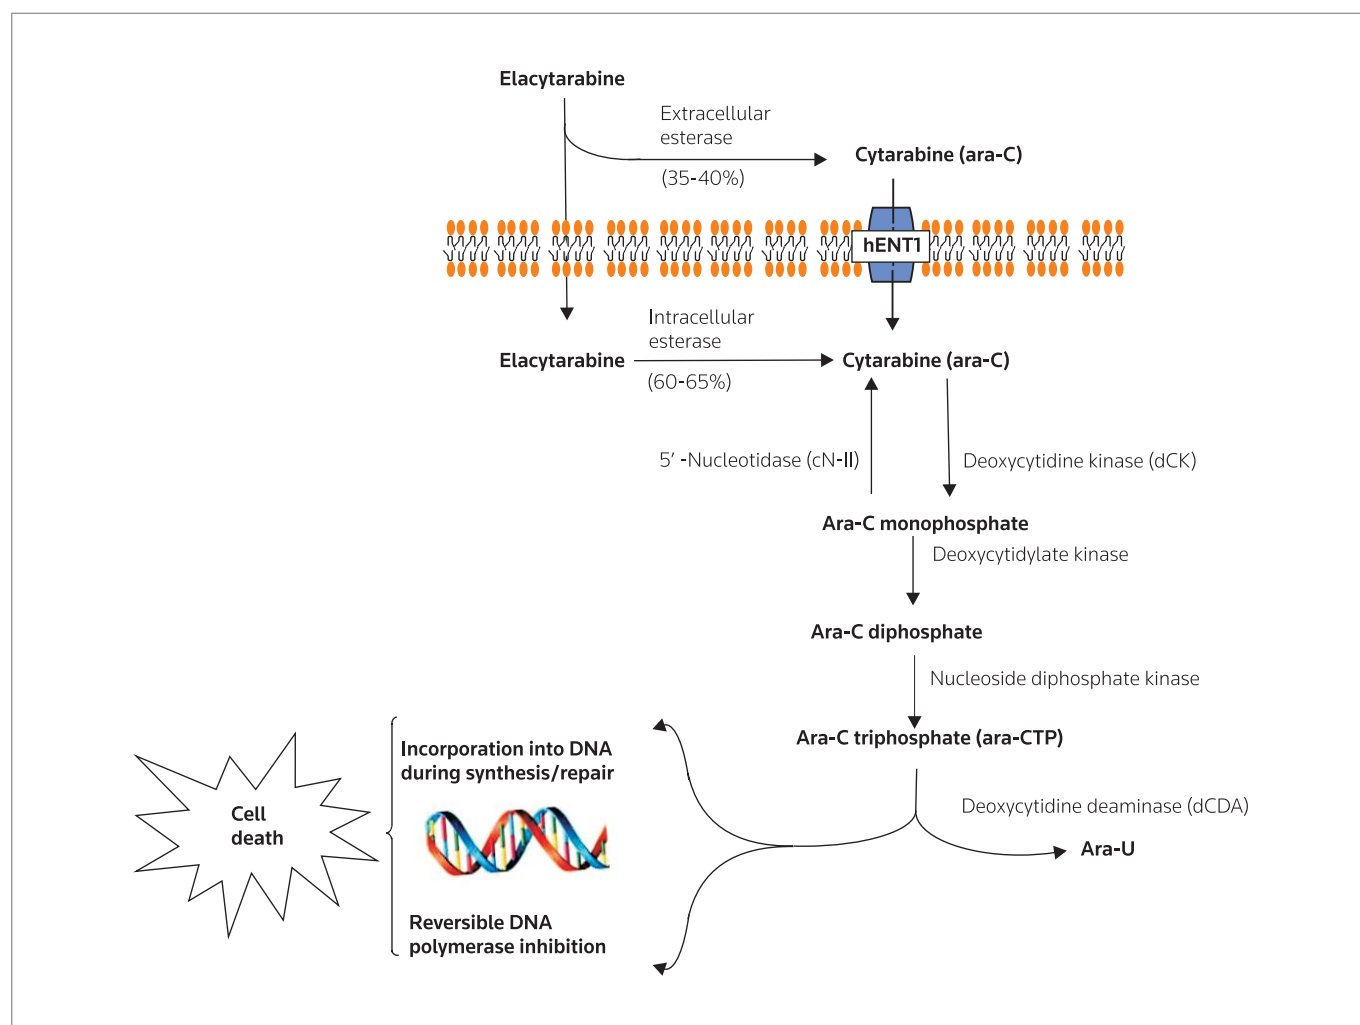 Elacytarabine
Extracellular
esterase
(35-40%)
Cytarabine (ara-C)
hENT1
Intracellular
esterase
Elacytarabine
(60-65%)
Cytarabine (ara-C)
5′ -Nucleotidase (cN-II)
Deoxycytidine kinase (dCK)
Ara-C monophosphate
Deoxycytidylate kinase
Ara-C diphosphate
Nucleoside diphosphate kinase
Ara-C triphosphate (ara-CTP)
Incorporation into DNA
during synthesis/repair
Cell
death
Deoxycytidine deaminase (dCDA)
Ara-U
Reversible DNA
polymerase inhibition